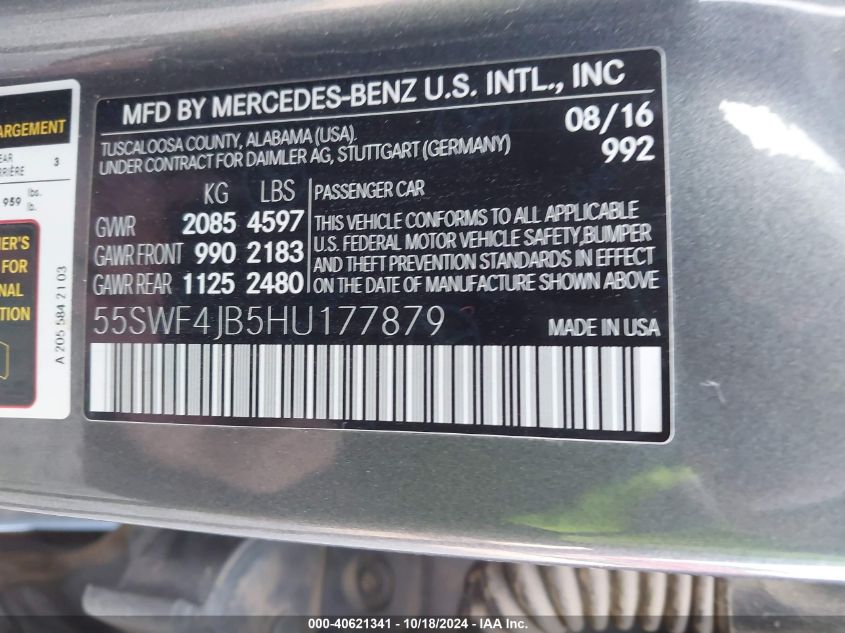 ARGEMENT
3
RRIÈRE
959 lbs.
lb.
FOR
A 205 584 21 03
MFD BY MERCEDES-BENZ U.S. INTL., INC
TUSCALOOSA COUNTY, ALABAMA (USA).
UNDER CONTRACT FOR DAIMLER AG, STUTTGART (GERMANY)
08/16
992
KG LBS
GVWR 2085 4597
GAWR FRONT 990 2183
GAWR REAR 1125 2480
PASSENGER CAR
THIS VEHICLE CONFORMS TO ALL APPLICABLE
U.S. FEDERAL MOTOR VEHICLE SAFETY,BUMPER
AND THEFT PREVENTION STANDARDS IN EFFECT
ON THE DATE OF MANUFACTURE SHOWN ABOVE
55SWF4JB5HU177879
MADE IN USA
000-40621341 - 10/18/2024 - IAA Inc.